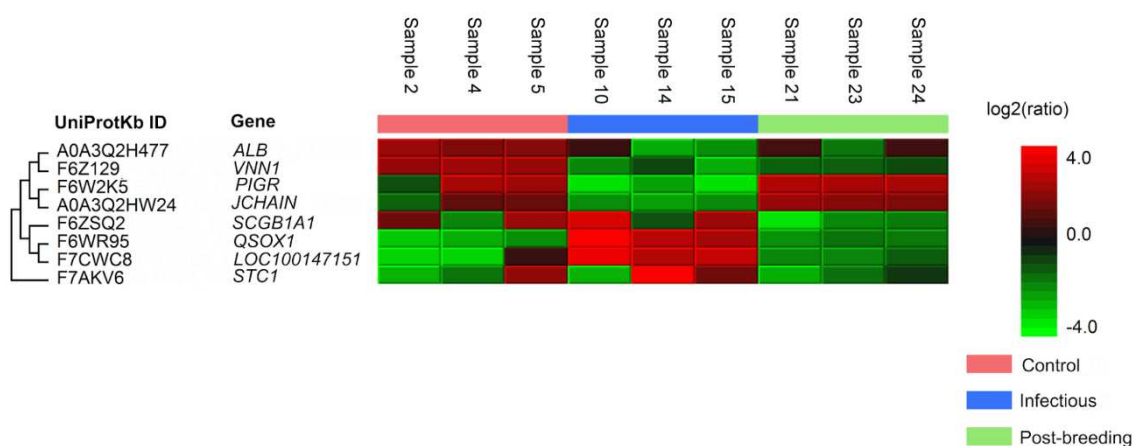 Sample 2
Sample 4
Sample 5
Sample 10
Sample 14
Sample 15
Sample 21
Sample 23
Sample 24
log2(ratio)
UniProtKb ID Gene
A0A3Q2H477 ALB
F6Z129 VNN1
F6W2K5 PIGR
A0A3Q2HW24 JCHAIN
F6ZSQ2 SCGB1A1
F6WR95 QSOX1
F7CWC8 LOC100147151
F7AKV6 STC1
4.0
0.0
-4.0
Control
Infectious
Post-breeding